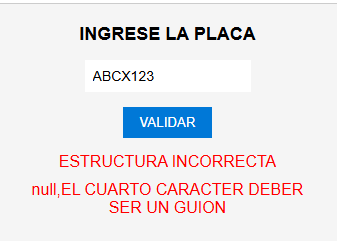 INGRESE LA PLACA
ABCX123
VALIDAR
ESTRUCTURA INCORRECTA
null,EL CUARTO CARACTER DEBER
SER UN GUION